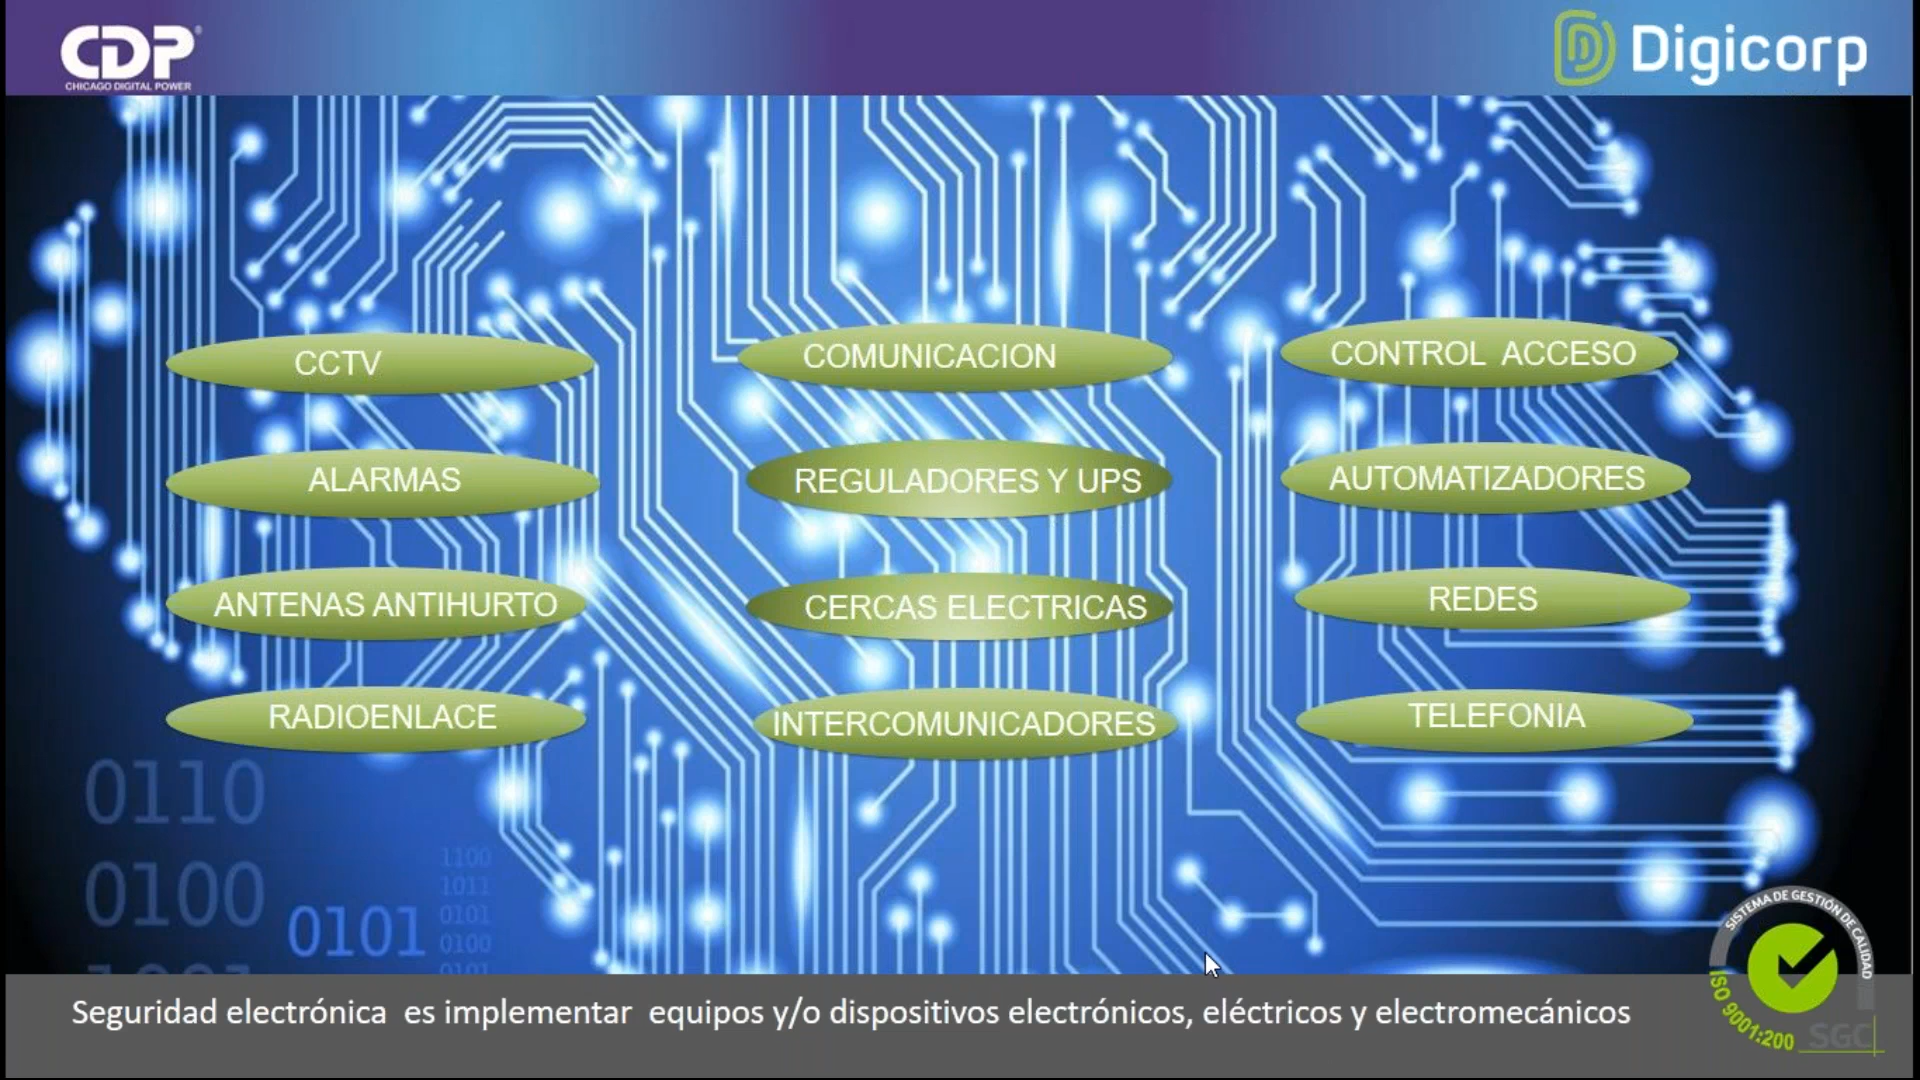 CDP®
CHICAGO DIGITAL POWER
Digicorp
CCTV
COMUNICACION
CONTROL ACCESO
ALARMAS
REGULADORES Y UPS
AUTOMATIZADORES
ANTENAS ANTIHURTO
CERCAS ELECTRICAS
REDES
RADIOENLACE
INTERCOMUNICADORES
TELEFONIA
0110
0100
0101
1100
1011
0101
0100
SISTEMA DE GESTIÓN DE CALIDAD
ISO 9001:200
SGC
Seguridad electrónica es implementar equipos y/o dispositivos electrónicos, eléctricos y electromecánicos